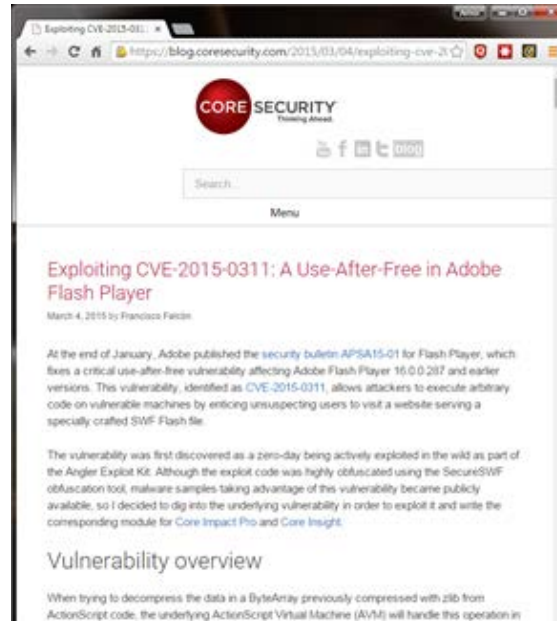 Exploiting CVE-2015-031
https://blog.coresecurity.com/2015/03/04/exploiting-cve-20
CORE SECURITY
Thinking Ahead.
blog
Search...
Menu
Exploiting CVE-2015-0311: A Use-After-Free in Adobe
Flash Player
March 4, 2015 by Francisco Falcón
At the end of January, Adobe published the security bulletin APSA15-01 for Flash Player, which
fixes a critical use-after-free vulnerability affecting Adobe Flash Player 16.0.0.287 and earlier
versions. This vulnerability, identified as CVE-2015-0311, allows attackers to execute arbitrary
code on vulnerable machines by enticing unsuspecting users to visit a website serving a
specially crafted SWF Flash file.
The vulnerability was first discovered as a zero-day being actively exploited in the wild as part of
the Angler Exploit Kit. Although the exploit code was highly obfuscated using the SecureSWF
obfuscation tool, malware samples taking advantage of this vulnerability became publicly
available, so I decided to dig into the underlying vulnerability in order to exploit it and write the
corresponding module for Core Impact Pro and Core Insight.
Vulnerability overview
When trying to decompress the data in a ByteArray previously compressed with zlib from
ActionScript code, the underlying ActionScript Virtual Machine (AVM) will handle this operation in